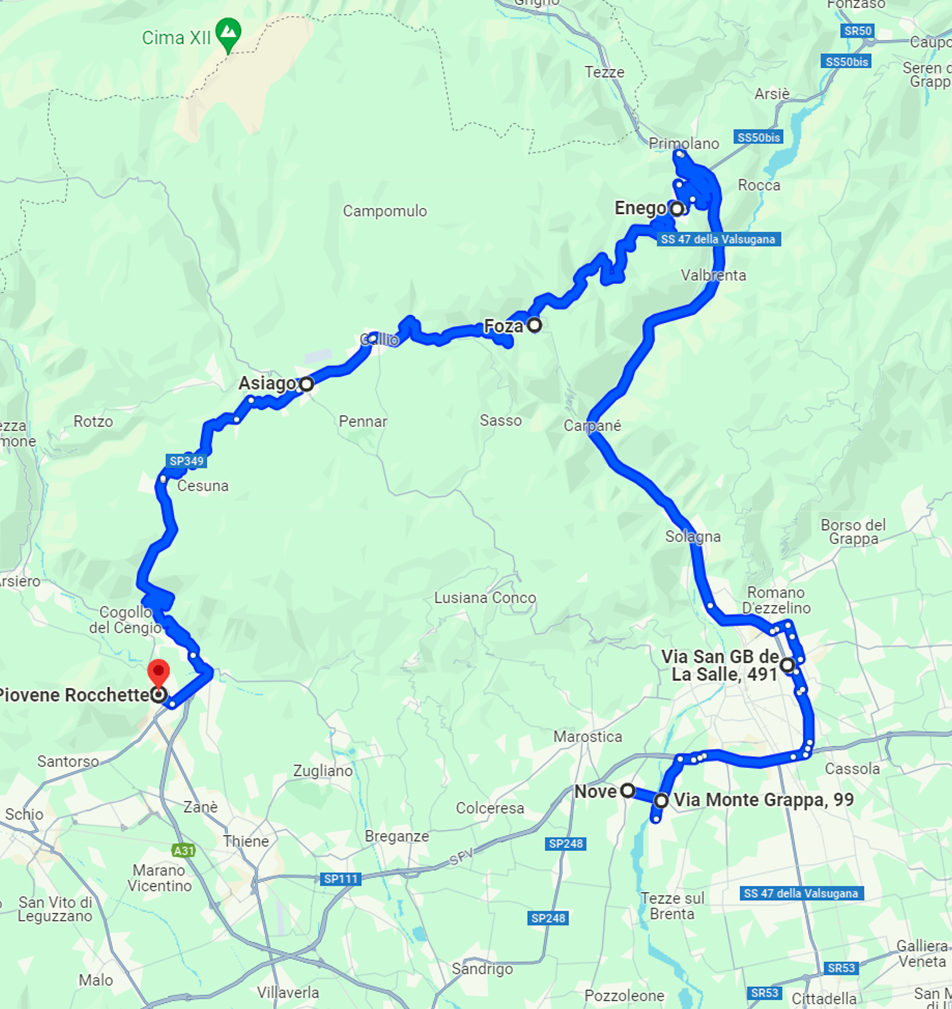 Grigno
Fonzaso
SR50
Cima XII
Caupo
SS50bis
Tezze
Seren d
Grapp
Arsiè
SS50bis
Primolano
Rocca
Enego
Campomulo
SS 47 della Valsugana
Valbrenta
Foza
Gallio
Asiago
Rotzo
Pennar
Sasso
Carpané
ezza
mone
SP349
Cesuna
Solagna
Borso del
Grappa
Arsiero
Lusiana Conco
Romano
D'ezzelino
Cogollo
del Cengio
Via San GB de
La Salle, 491
Piovene Rocchette
Marostica
Santorso
Zugliano
Cassola
Nove
Via Monte Grappa, 99
Colceresa
Zanè
Schio
Thiene
Breganze
SP248
A31
SFV
Marano
Vicentino
SP111
San Vito di
Leguzzano
SS 47 della Valsugana
Tezze sul
Brenta
SP248
Galliera
Veneta
Sandrigo
SR53
Malo
Villaverla
Pozzoleone
SR53
Cittadella
San M
di L